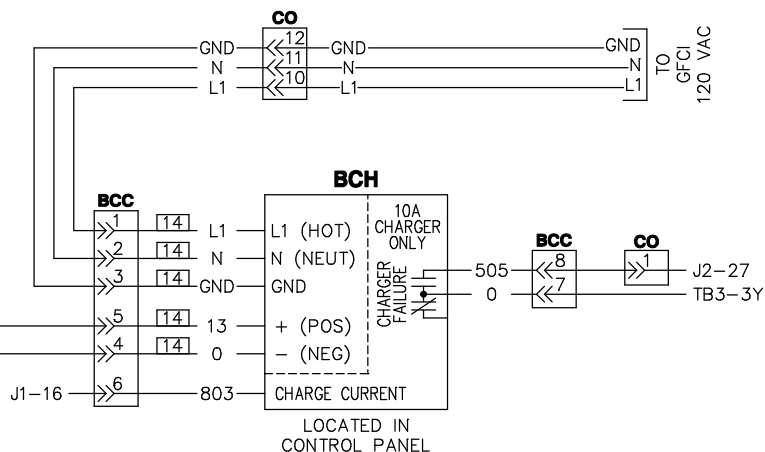 CO
GND 12 GND GND
N 11 N N
L1 10 L1 L1
TO
GFCI
120 VAC
BCH
BCC
1 14 L1 L1 (HOT)
2 14 N N (NEUT)
3 14 GND GND
5 14 13 + (POS)
4 14 0 − (NEG)
J1−16 6 803 CHARGE CURRENT
10A
CHARGER
ONLY
CHARGER
FAILURE
BCC
CO
505 8 1 J2−27
0 7 TB3−3Y
LOCATED IN
CONTROL PANEL